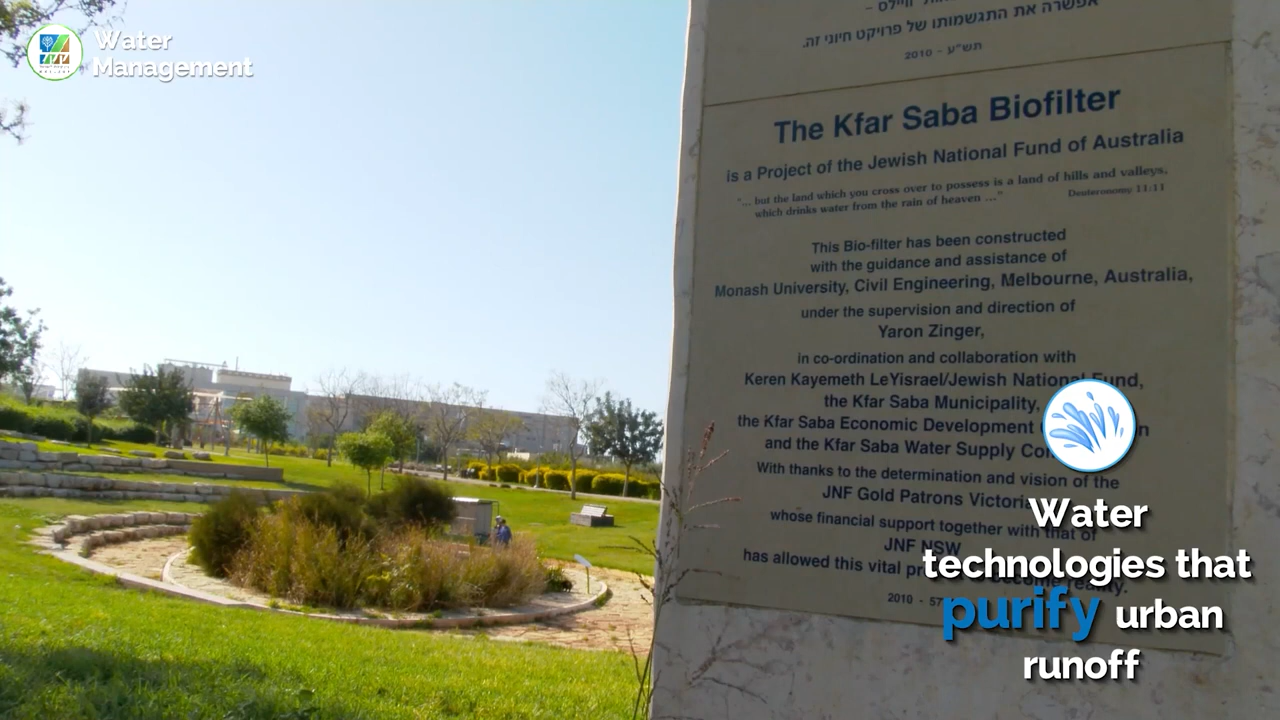 Water
Management
אפשרה את התגשמותו של פרויקט חיוני זה.
תש"ע - 2010
The Kfar Saba Biofilter
is a Project of the Jewish National Fund of Australia
"... but the land which you cross over to possess is a land of hills and valleys,
which drinks water from the rain of heaven ..."
Deuteronomy 11:11
This Bio-filter has been constructed
with the guidance and assistance of
Monash University, Civil Engineering, Melbourne, Australia,
under the supervision and direction of
Yaron Zinger,
in co-ordination and collaboration with
Keren Kayemeth LeYisrael/Jewish National Fund,
the Kfar Saba Municipality,
the Kfar Saba Economic Development
and the Kfar Saba Water Supply
With thanks to the determination and vision of the
JNF Gold Patrons
whose financial support together with that of
JNF NSW
has allowed this vital become reality.
2010 -
Water
technologies that
purify urban
runoff